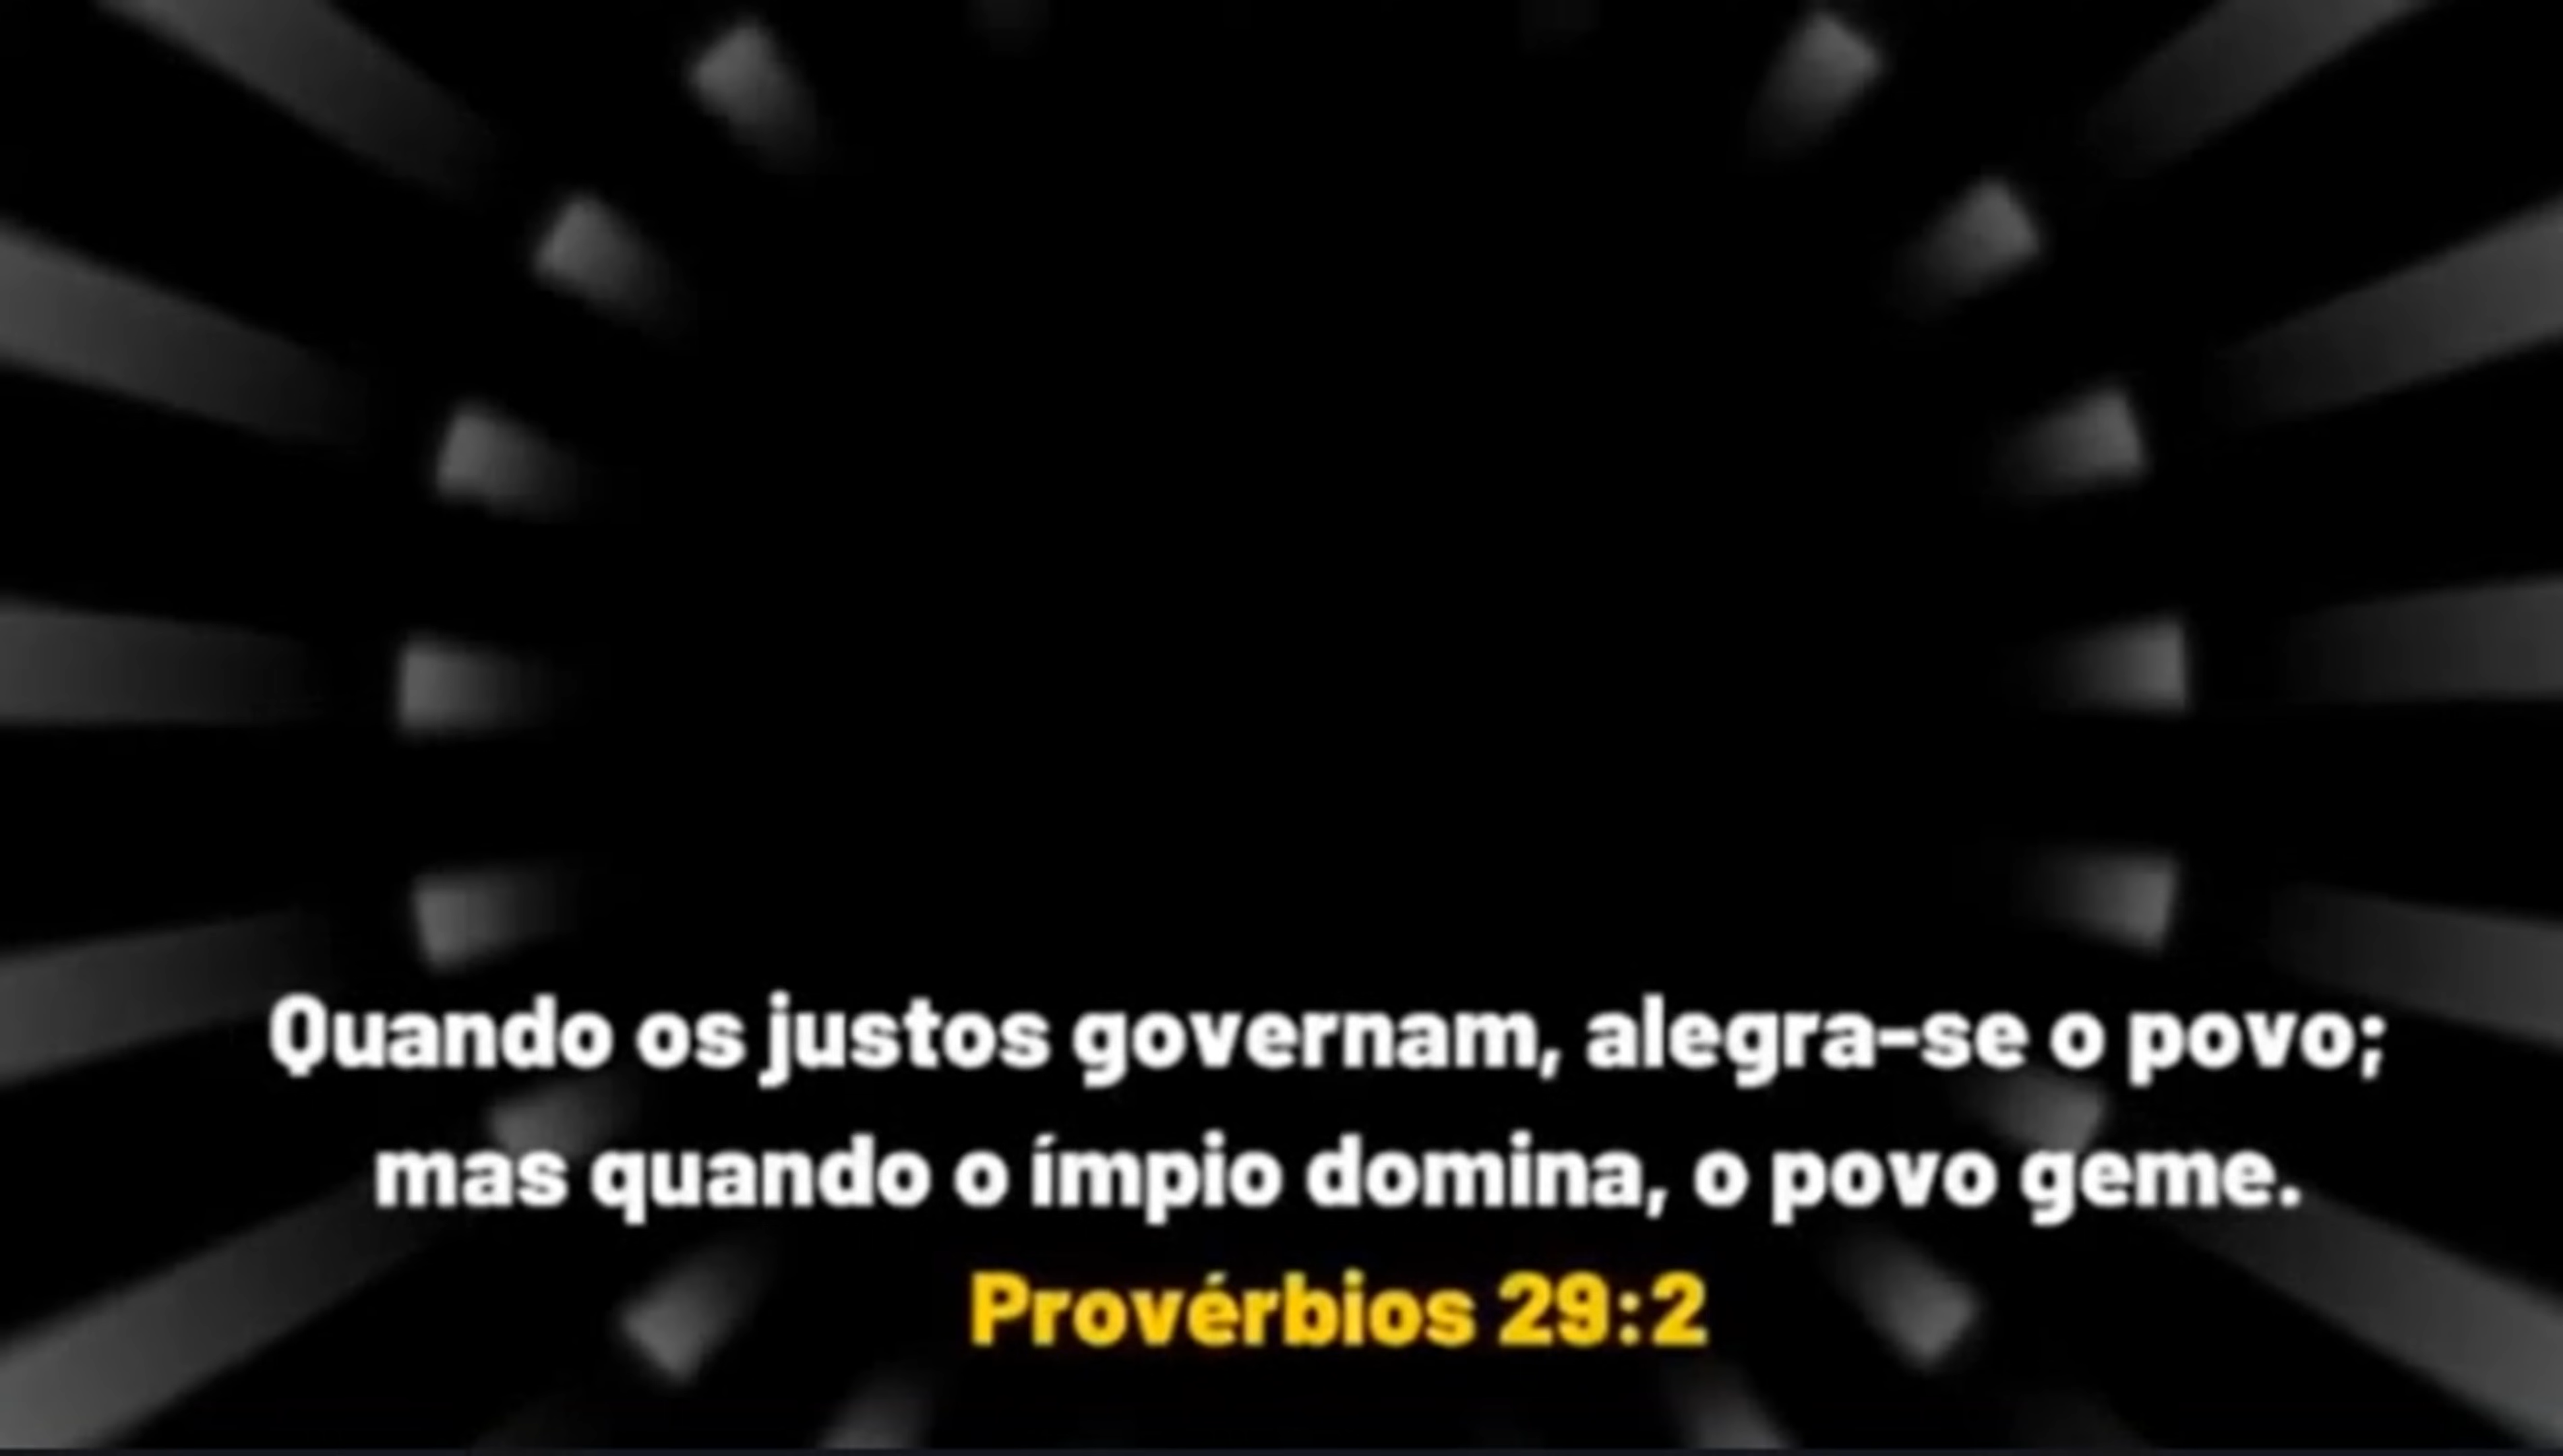 Quando os justos governam, alegra-se o povo;
mas quando o ímpio domina, o povo geme.
Provérbios 29:2